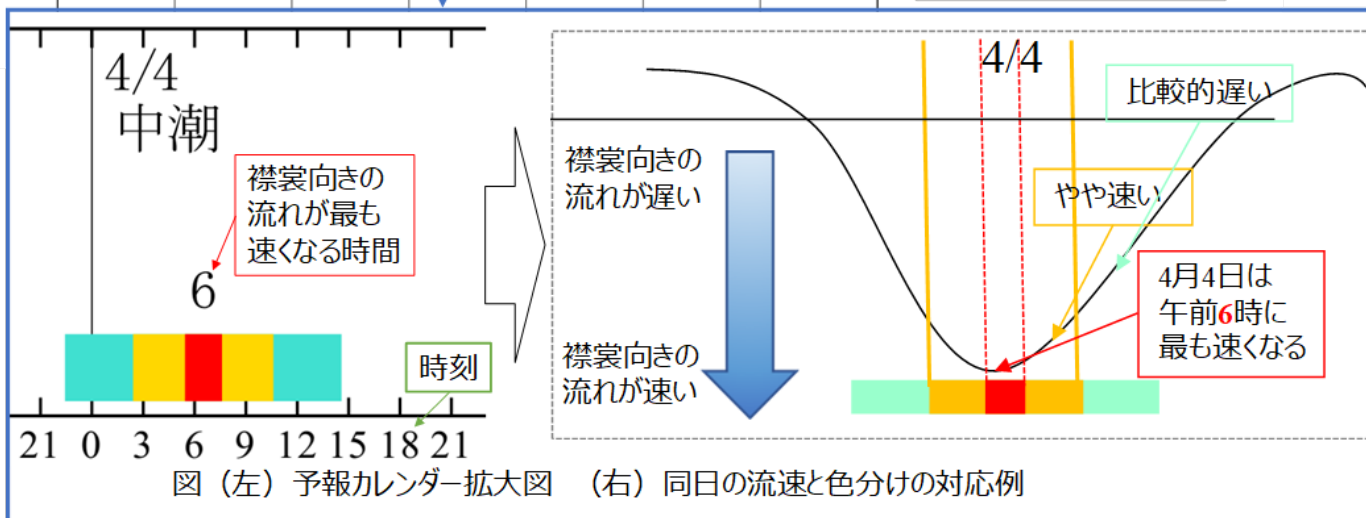 4/4
中潮
襟裳向きの
流れが最も
速くなる時間
6
時刻
21 0 3 6 9 12 15 18 21
4/4
比較的遅い
襟裳向きの
流れが遅い
やや速い
4月4日は
午前6時に
最も速くなる
襟裳向きの
流れが速い
図（左）予報カレンダー拡大図　（右）同日の流速と色分けの対応例